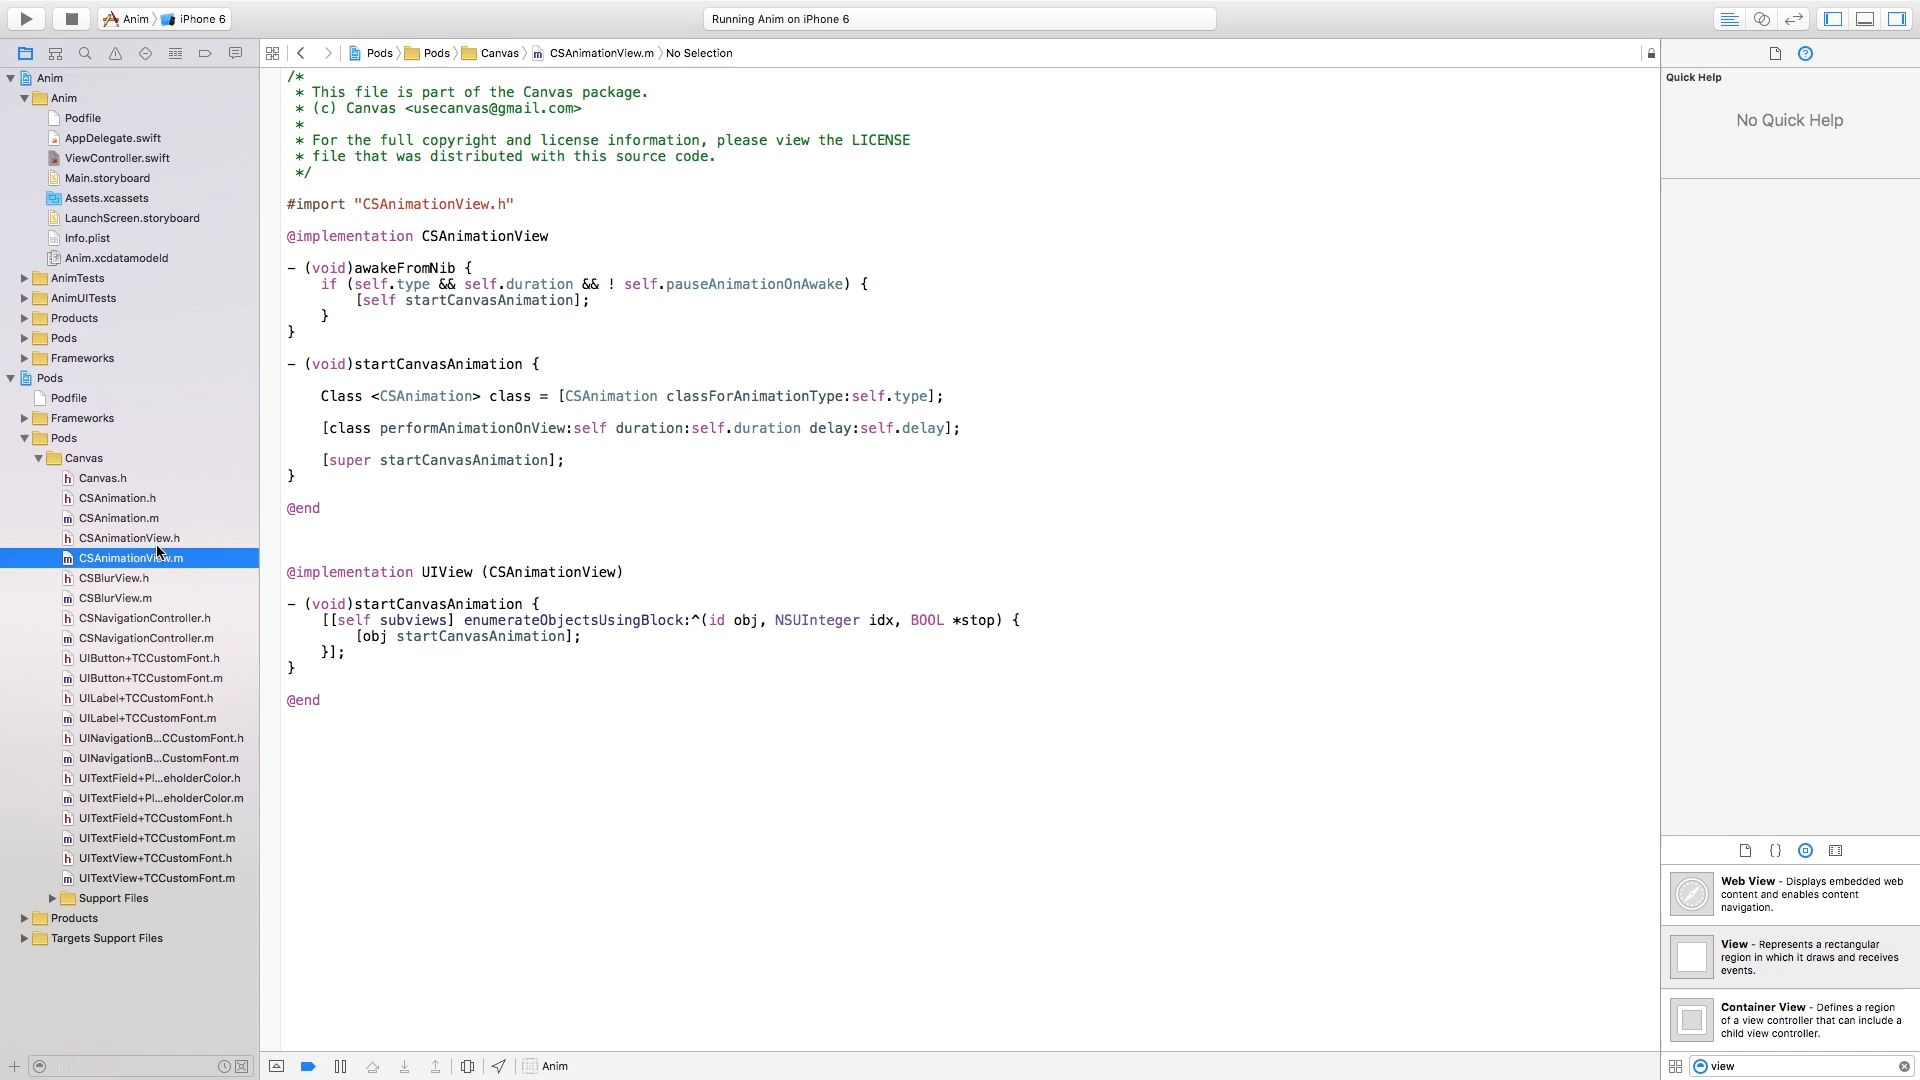 Anim
iPhone 6
Running Anim on iPhone 6
Pods
Pods
Canvas
CSAnimationView.m
No Selection
Anim
Anim
Podfile
AppDelegate.swift
ViewController.swift
Main.storyboard
Assets.xcassets
LaunchScreen.storyboard
Info.plist
Anim.xcdatamodeld
AnimTests
AnimUITests
Products
Pods
Frameworks
Pods
Podfile
Frameworks
Pods
Canvas
Canvas.h
CSAnimation.h
CSAnimation.m
CSAnimationView.h
CSAnimationView.m
CSBlurView.h
CSBlurView.m
CSNavigationController.h
CSNavigationController.m
UIButton+TCCustomFont.h
UIButton+TCCustomFont.m
UILabel+TCCustomFont.h
UILabel+TCCustomFont.m
UINavigationB...CCustomFont.h
UINavigationB...CustomFont.m
UITextField+Pl...eholderColor.h
UITextField+Pl...eholderColor.m
UITextField+TCCustomFont.h
UITextField+TCCustomFont.m
UITextView+TCCustomFont.h
UITextView+TCCustomFont.m
Support Files
Products
Targets Support Files
/*
* This file is part of the Canvas package.
* (c) Canvas <usecanvas@gmail.com>
*
* For the full copyright and license information, please view the LICENSE
* file that was distributed with this source code.
*/
#import "CSAnimationView.h"
@implementation CSAnimationView
- (void)awakeFromNib {
if (self.type && self.duration && ! self.pauseAnimationOnAwake) {
[self startCanvasAnimation];
}
}
- (void)startCanvasAnimation {
Class <CSAnimation> class = [CSAnimation classForAnimationType:self.type];
[class performAnimationOnView:self duration:self.duration delay:self.delay];
[super startCanvasAnimation];
}
@end
@implementation UIView (CSAnimationView)
- (void)startCanvasAnimation {
[[self subviews] enumerateObjectsUsingBlock:^(id obj, NSUInteger idx, BOOL *stop) {
[obj startCanvasAnimation];
}];
}
@end
Anim
Quick Help
No Quick Help
Web View - Displays embedded web
content and enables content
navigation.
View - Represents a rectangular
region in which it draws and receives
events.
Container View - Defines a region
of a view controller that can include a
child view controller.
view